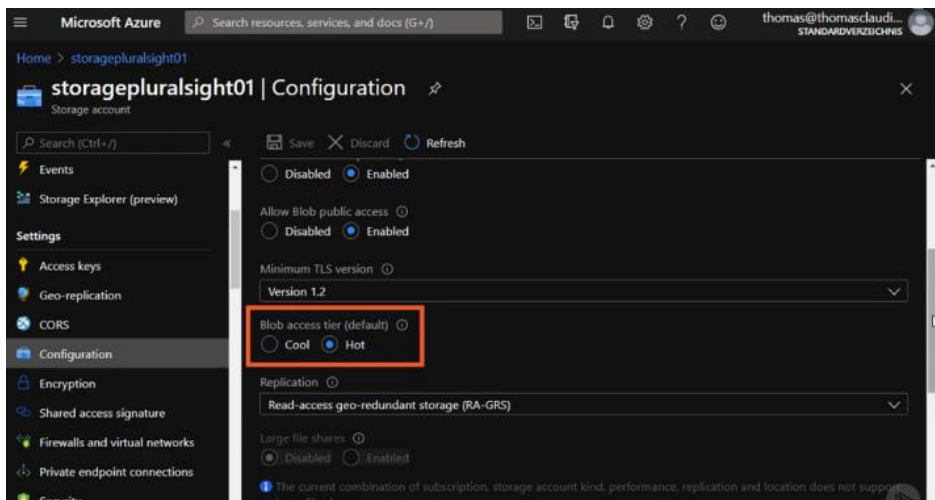 Microsoft Azure
Search resources, services, and docs (G+/)
thomas@thomasclaudi...
STANDARDVERZEICHNIS
Home > storagepluralsight01
storagepluralsight01 | Configuration
Storage account
Search (Ctrl+/)
Save Discard Refresh
Events
Storage Explorer (preview)
Settings
Access keys
Geo-replication
CORS
Configuration
Encryption
Shared access signature
Firewalls and virtual networks
Private endpoint connections
Disabled Enabled
Allow Blob public access
Disabled Enabled
Minimum TLS version
Version 1.2
Blob access tier (default)
Cool Hot
Replication
Read-access geo-redundant storage (RA-GRS)
Large file shares
Disabled Enabled
The current combination of subscription, storage account kind, performance, replication and location does not support